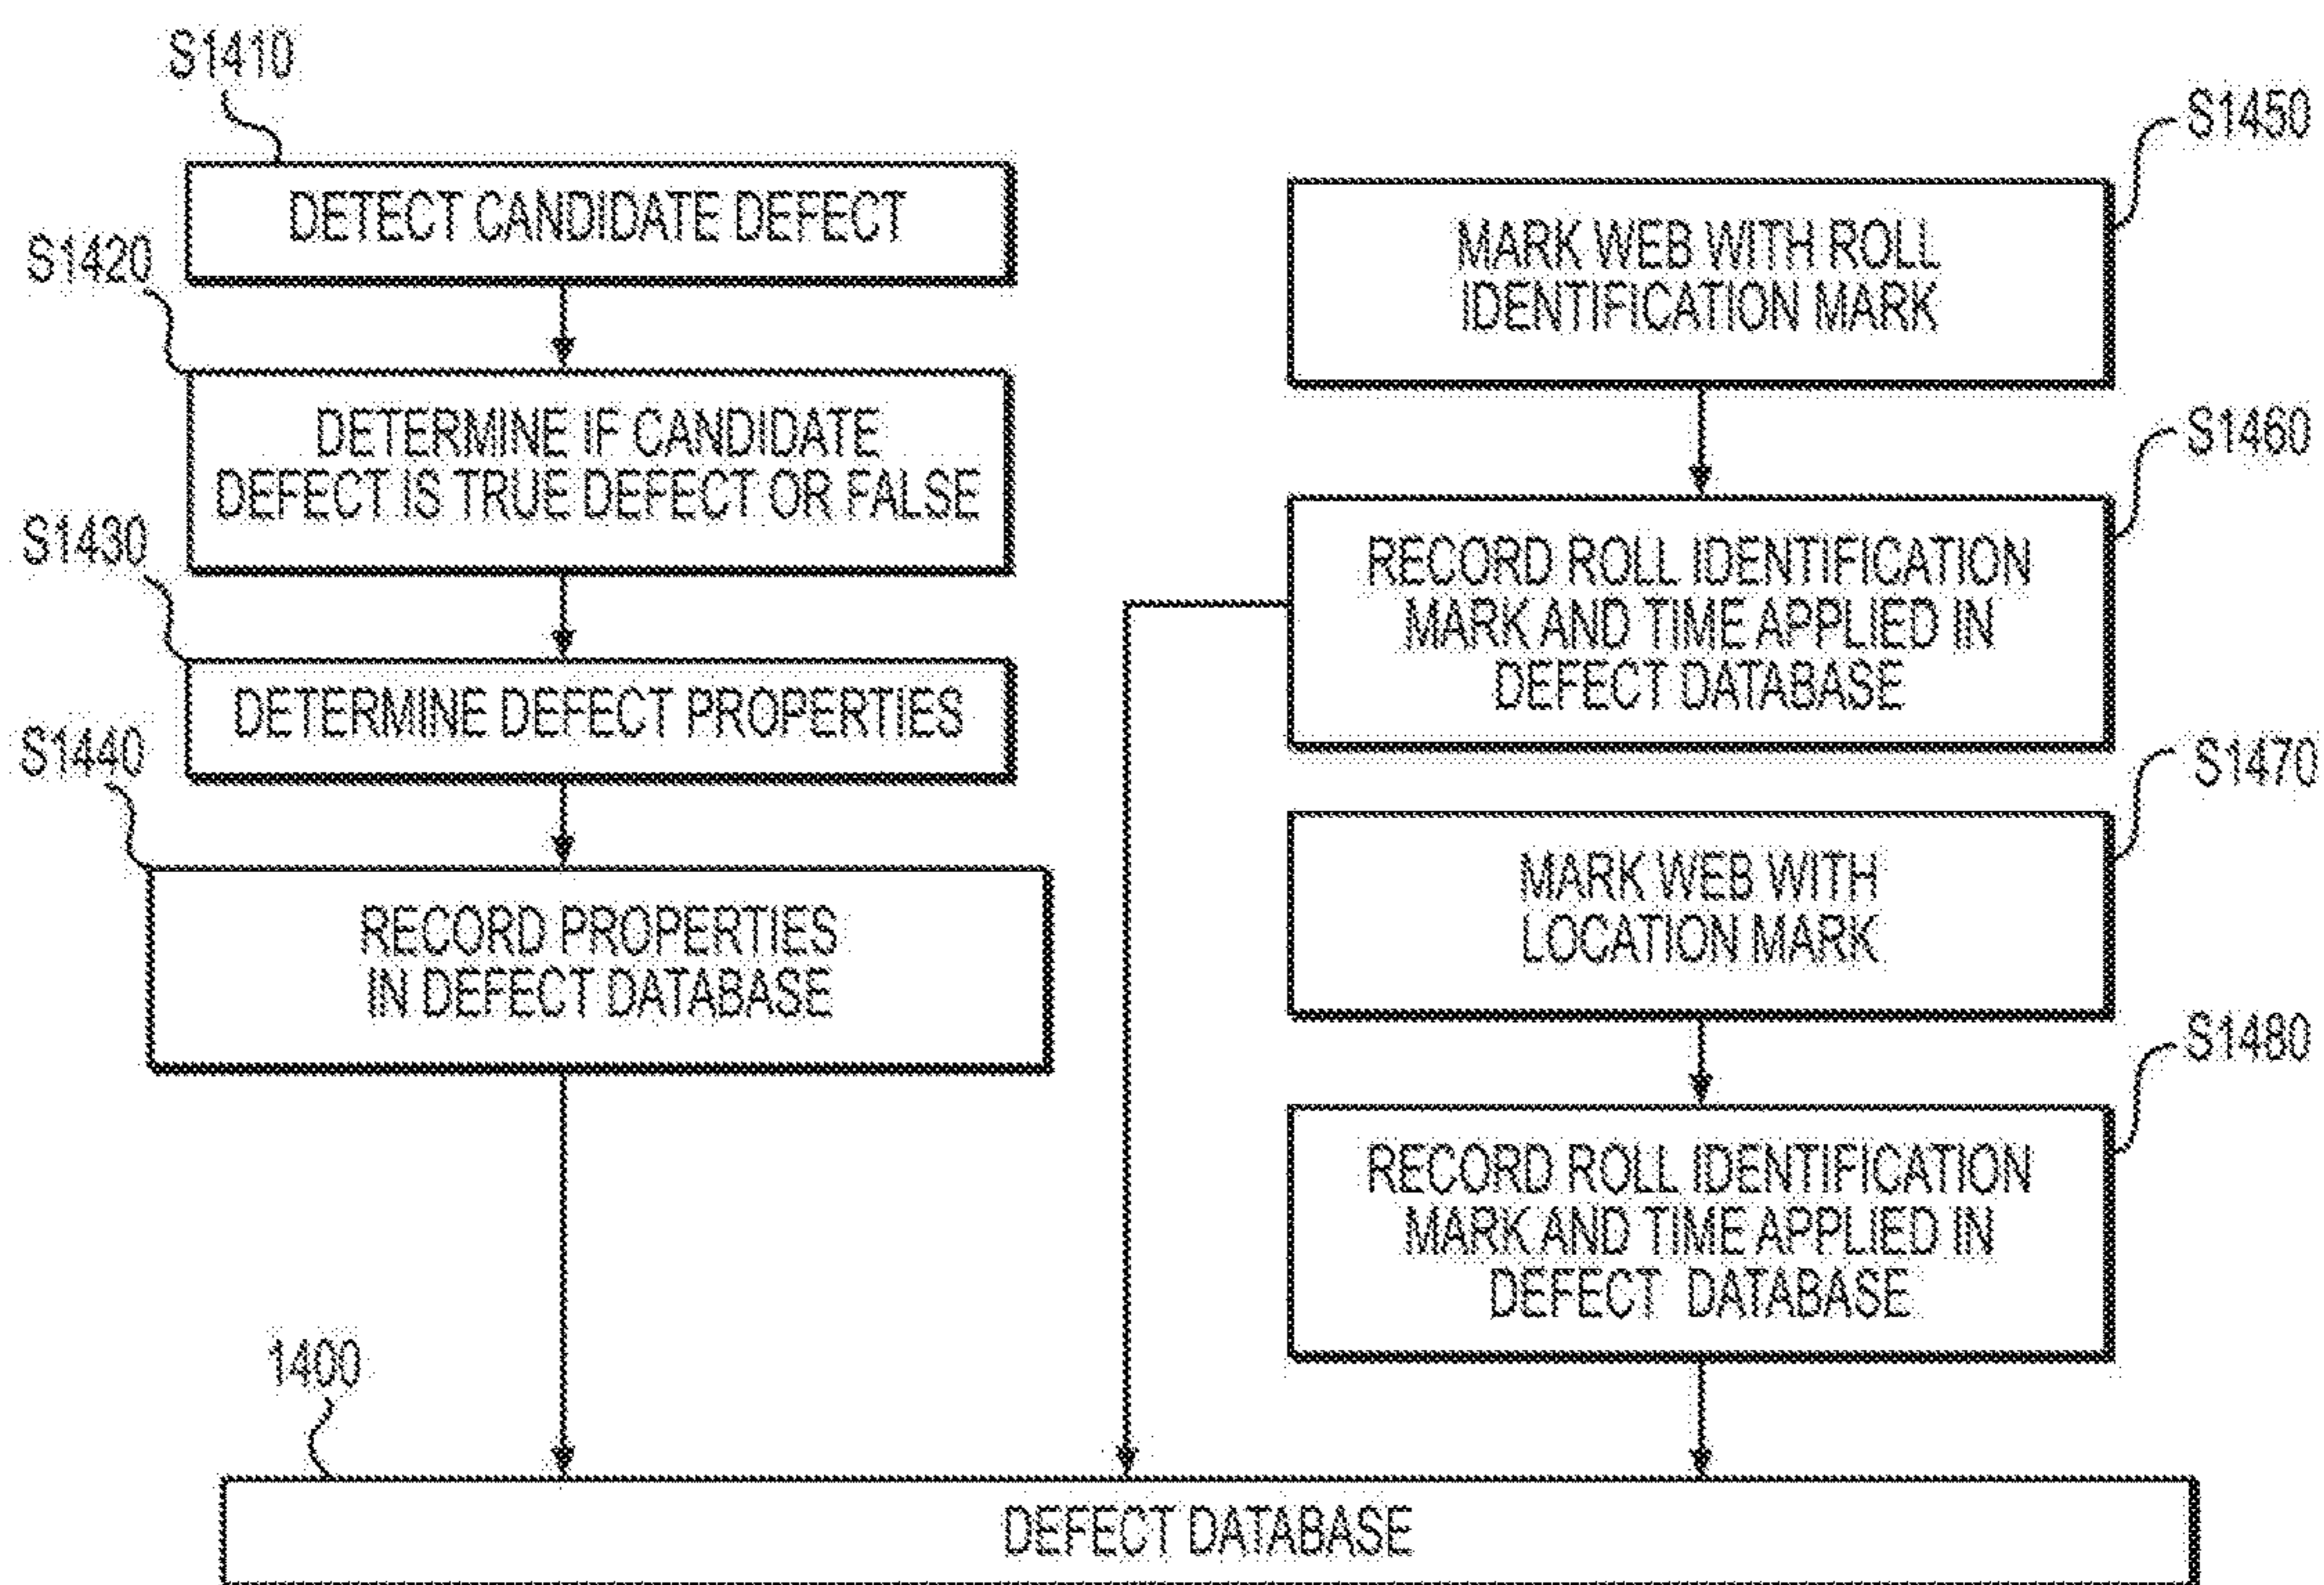 S1410
DETECT CANDIDATE DEFECT
S1420
DETERMINE IF CANDIDATE
DEFECT IS TRUE DEFECT OR FALSE
S1430
DETERMINE DEFECT PROPERTIES
S1440
RECORD PROPERTIES
IN DEFECT DATABASE
S1450
MARK WEB WITH ROLL
IDENTIFICATION MARK
S1460
RECORD ROLL IDENTIFICATION
MARK AND TIME APPLIED IN
DEFECT DATABASE
S1470
MARK WEB WITH
LOCATION MARK
S1480
RECORD ROLL IDENTIFICATION
MARK AND TIME APPLIED IN
DEFECT DATABASE
1400
DEFECT DATABASE